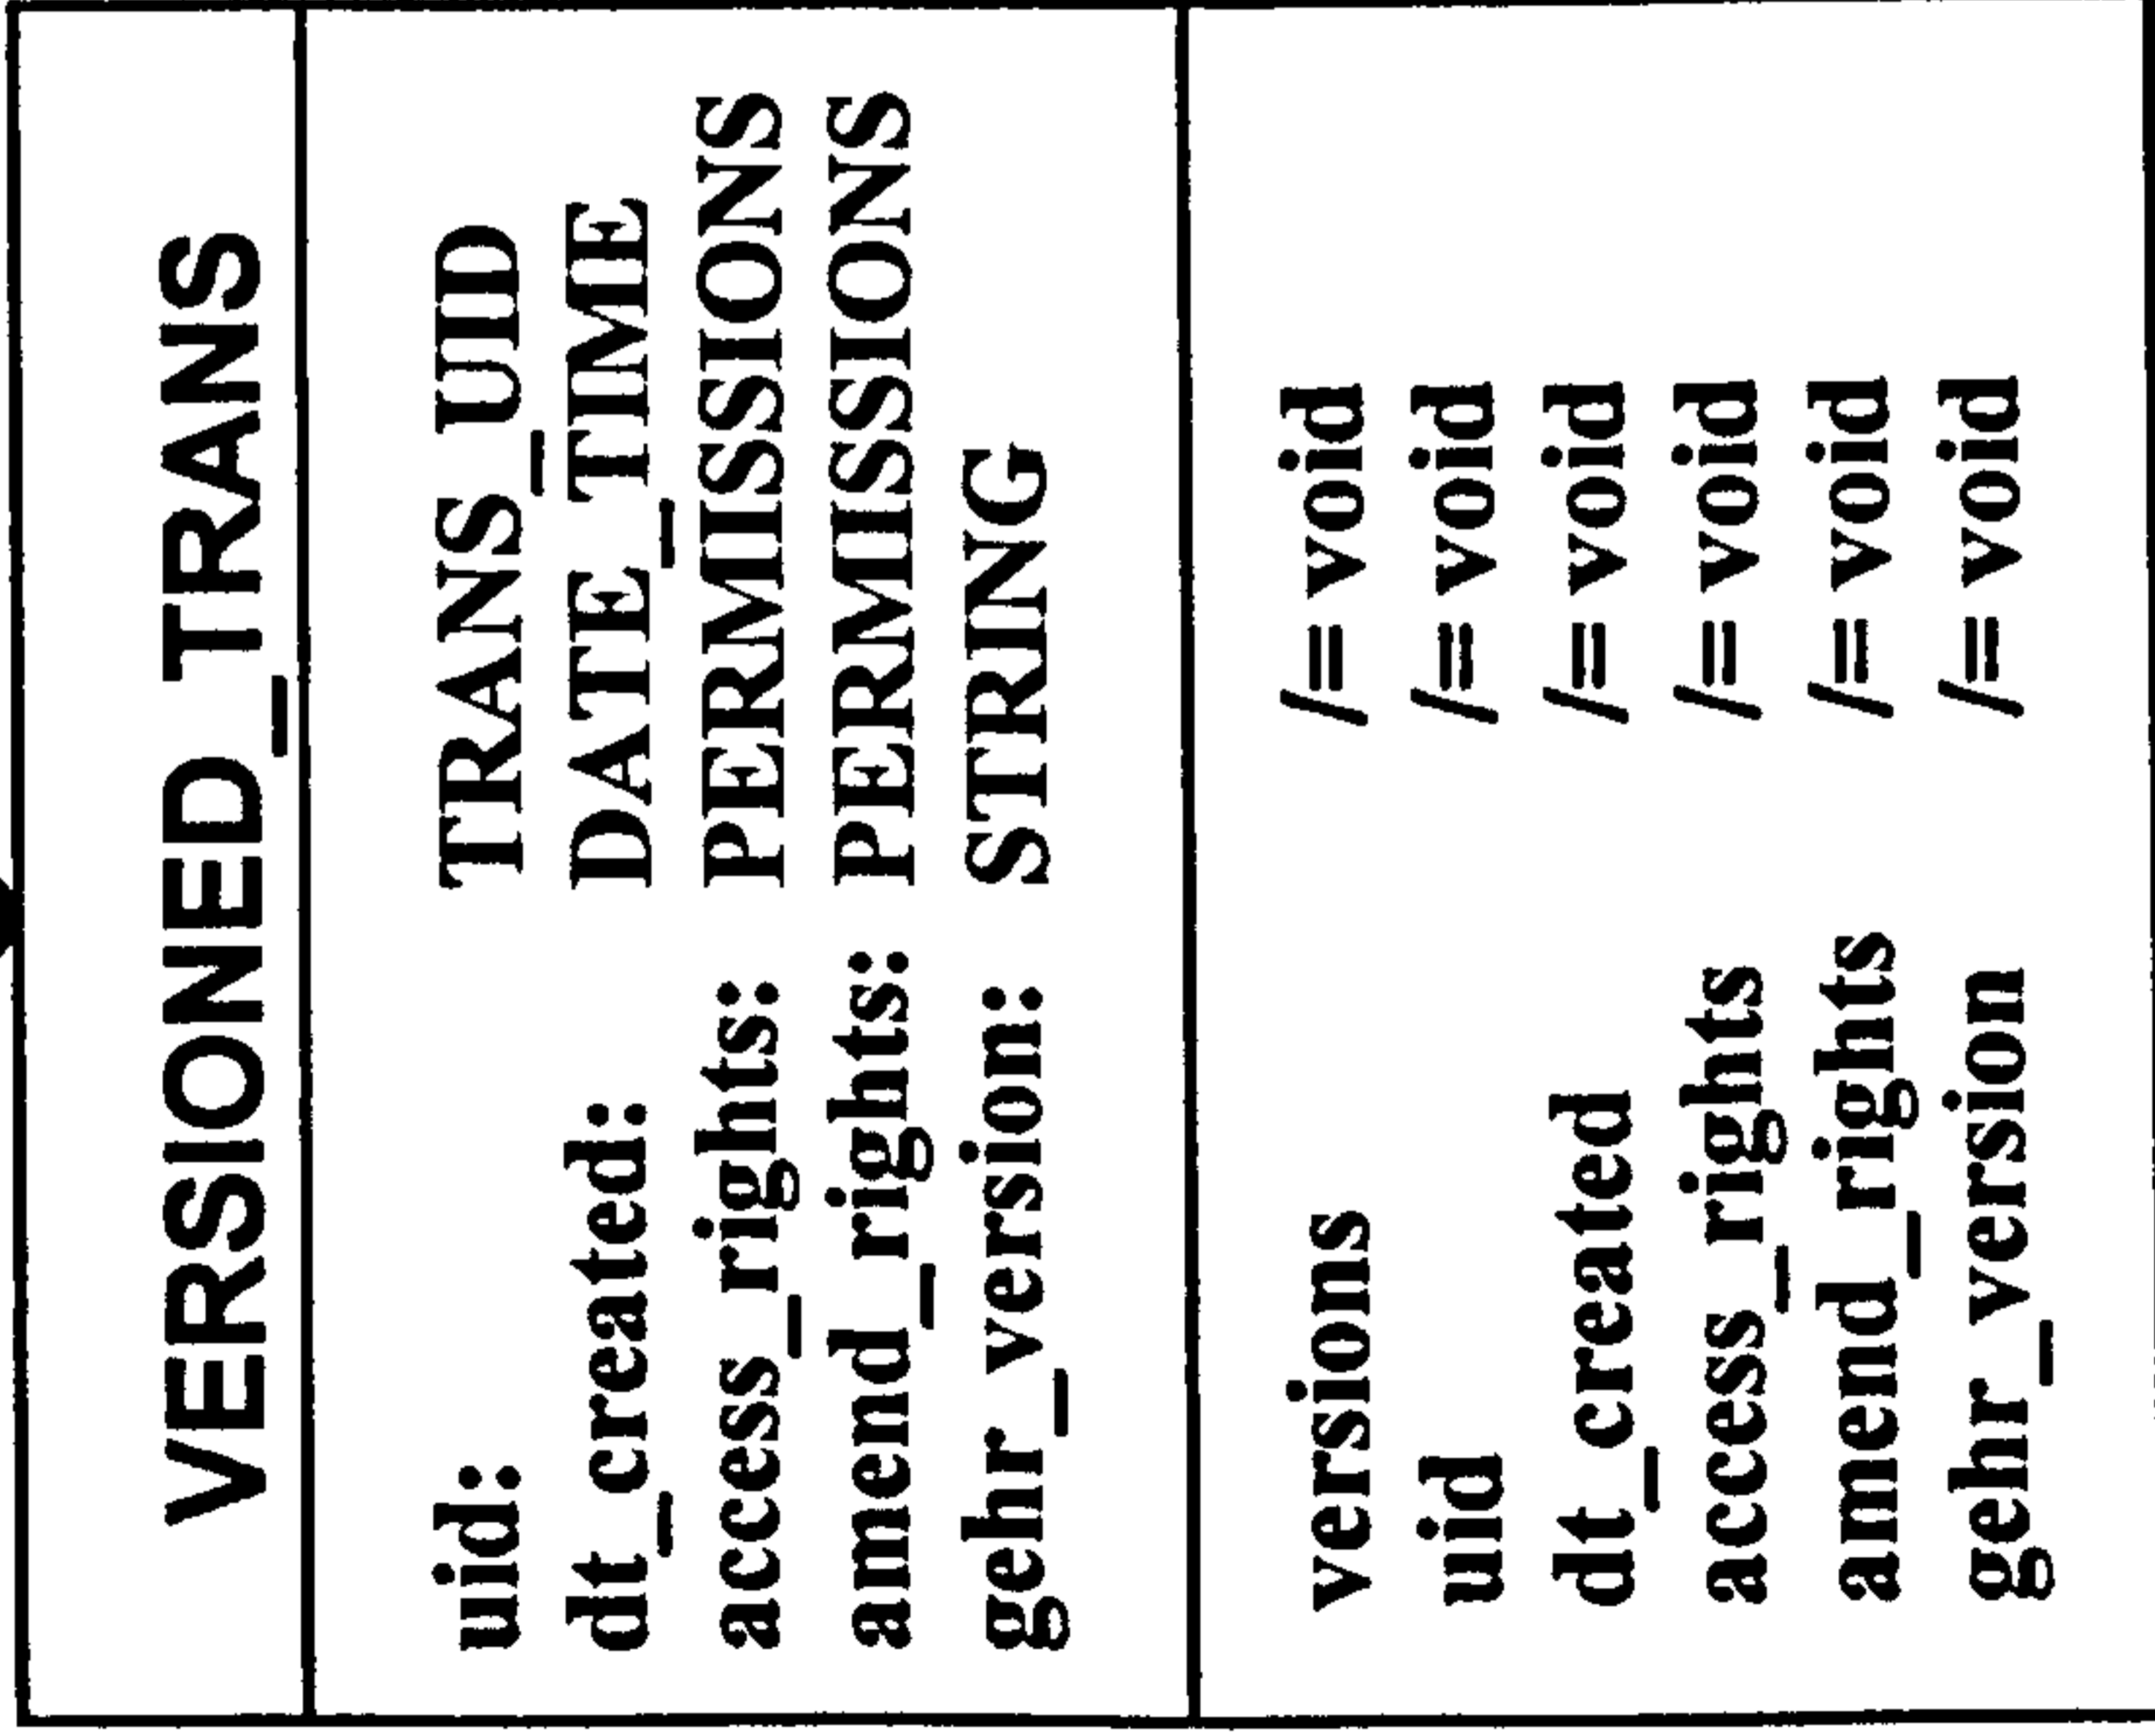 VERSIONED_TRANS
uid: TRANS_UID
dt_created: DATE_TIME
access_rights: PERMISSIONS
amend_rights: PERMISSIONS
gehr_version: STRING
versions /= void
uid /= void
dt_created /= void
access_rights /= void
amend_rights /= void
gehr_version /= void